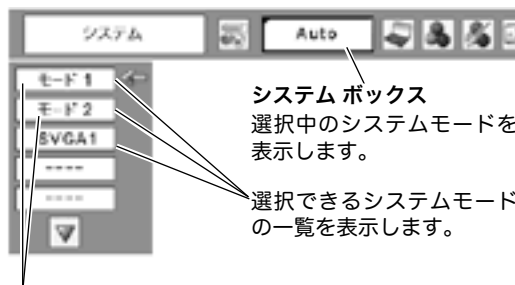 システム
Auto
モード 1
モード 2
SVGA1
----
----
システム ボックス
選択中のシステムモードを
表示します。
選択できるシステムモード
の一覧を表示します。